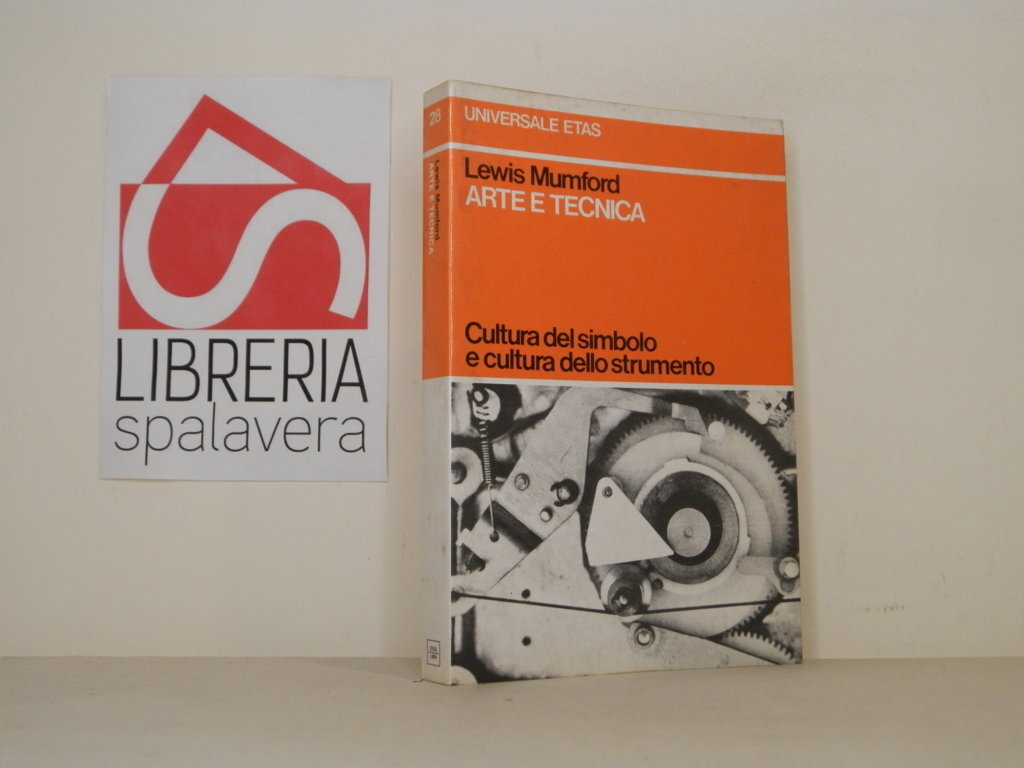 LIBRERIA
spalavera
28
Lewis Mumford
ARTE E TECNICA
UNIVERSALE ETAS
Lewis Mumford
ARTE E TECNICA
Cultura del simbolo
e cultura dello strumento